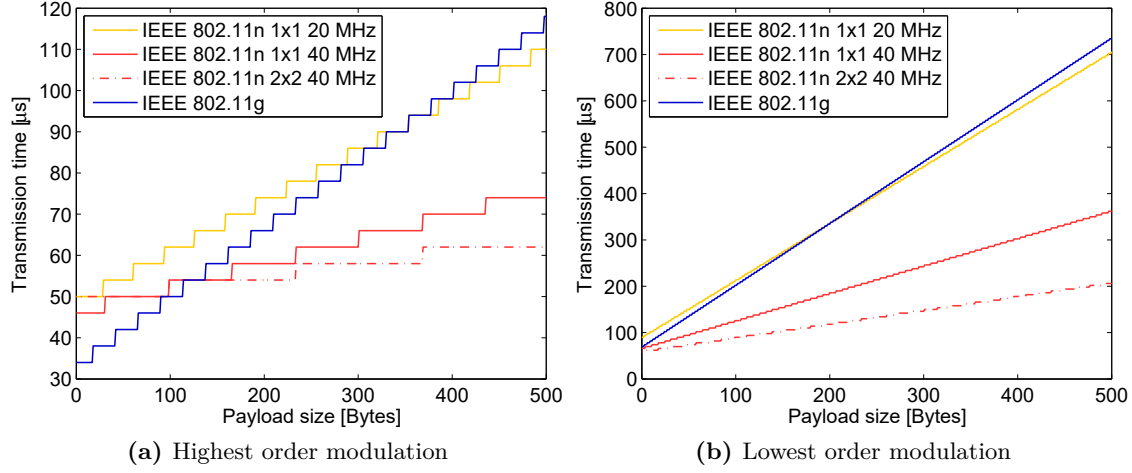 120
110
100
90
80
70
60
50
40
30
Transmission time [µs]
IEEE 802.11n 1x1 20 MHz
IEEE 802.11n 1x1 40 MHz
IEEE 802.11n 2x2 40 MHz
IEEE 802.11g
0 100 200 300 400 500
Payload size [Bytes]
(a) Highest order modulation
800
700
600
500
400
300
200
100
0
Transmission time [µs]
IEEE 802.11n 1x1 20 MHz
IEEE 802.11n 1x1 40 MHz
IEEE 802.11n 2x2 40 MHz
IEEE 802.11g
0 100 200 300 400 500
Payload size [Bytes]
(b) Lowest order modulation